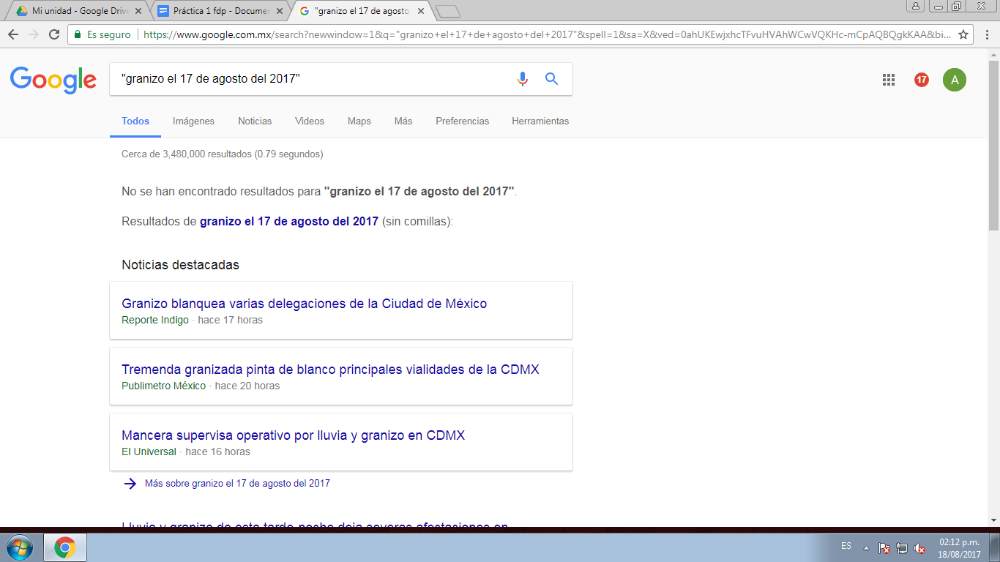 Mi unidad - Google Drive
Práctica 1 fdp - Documen
"granizo el 17 de agosto
Es seguro
https://www.google.com.mx/search?newwindow=1&q="granizo+el+17+de+agosto+del+2017"&spell=1&sa=X&ved=0ahUKEwjxhcTFvuHVAhWCwVQKHc-mCpAQBQgkKAA&bi...
Google
"granizo el 17 de agosto del 2017"
17
A
Todos
Imágenes
Noticias
Videos
Maps
Más
Preferencias
Herramientas
Cerca de 3,480,000 resultados (0.79 segundos)
No se han encontrado resultados para "granizo el 17 de agosto del 2017".
Resultados de granizo el 17 de agosto del 2017 (sin comillas):
Noticias destacadas
Granizo blanquea varias delegaciones de la Ciudad de México
Reporte Indigo · hace 17 horas
Tremenda granizada pinta de blanco principales vialidades de la CDMX
Publimetro México · hace 20 horas
Mancera supervisa operativo por lluvia y granizo en CDMX
El Universal · hace 16 horas
Más sobre granizo el 17 de agosto del 2017
Lluvia y granizo de esta tarde-noche deja severas afectaciones en
ES
02:12 p.m.
18/08/2017